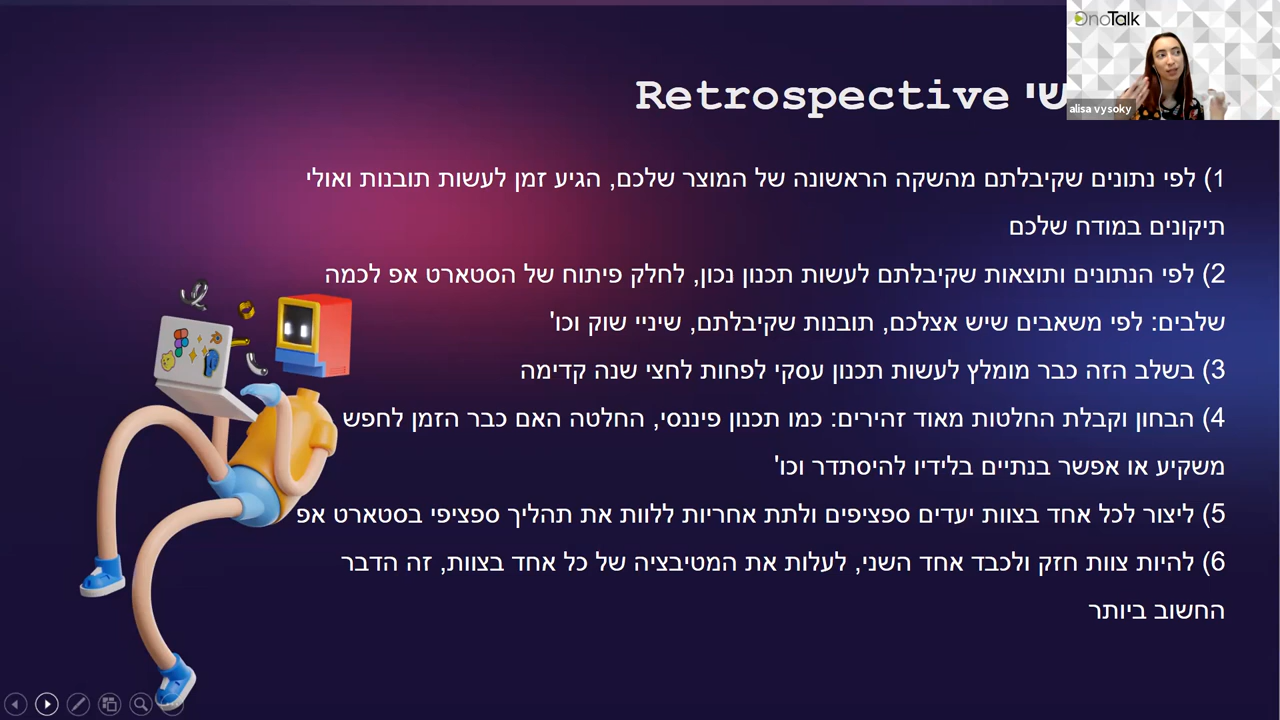 OnoTalk
alisa vysoky
Retrospective
1) לפי נתונים שקיבלתם מהשקה הראשונה של המוצר שלכם, הגיע זמן לעשות תובנות ואולי
תיקונים במודח שלכם
2) לפי הנתונים ותוצאות שקיבלתם לעשות תכנון נכון, לחלק פיתוח של הסטארט אפ לכמה
שלבים: לפי משאבים שיש אצלכם, תובנות שקיבלתם, שיניי שוק וכו'
3) בשלב הזה כבר מומלץ לעשות תכנון עסקי לפחות לחצי שנה קדימה
4) הבחון וקבלת החלטות מאוד זהירים: כמו תכנון פיננסי, החלטה האם כבר הזמן לחפש
משקיע או אפשר בנתיים בלידיו להיסתדר וכו'
5) ליצור לכל אחד בצוות יעדים ספציפים ולתת אחריות ללוות את תהליך ספציפי בסטארט אפ
6) להיות צוות חזק ולכבד אחד השני, לעלות את המטיבציה של כל אחד בצוות, זה הדבר
החשוב ביותר